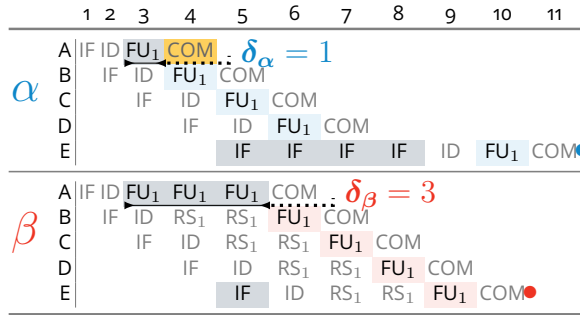 1 2 3 4 5 6 7 8 9 10 11
α
A IF ID FU₁ COM δα = 1
B IF ID FU₁ COM
C IF ID FU₁ COM
D IF ID FU₁ COM
E IF IF IF IF ID FU₁ COM
β
A IF ID FU₁ FU₁ FU₁ COM δβ = 3
B IF ID RS₁ RS₁ FU₁ COM
C IF ID RS₁ RS₁ FU₁ COM
D IF ID RS₁ RS₁ FU₁ COM
E IF ID RS₁ RS₁ FU₁ COM